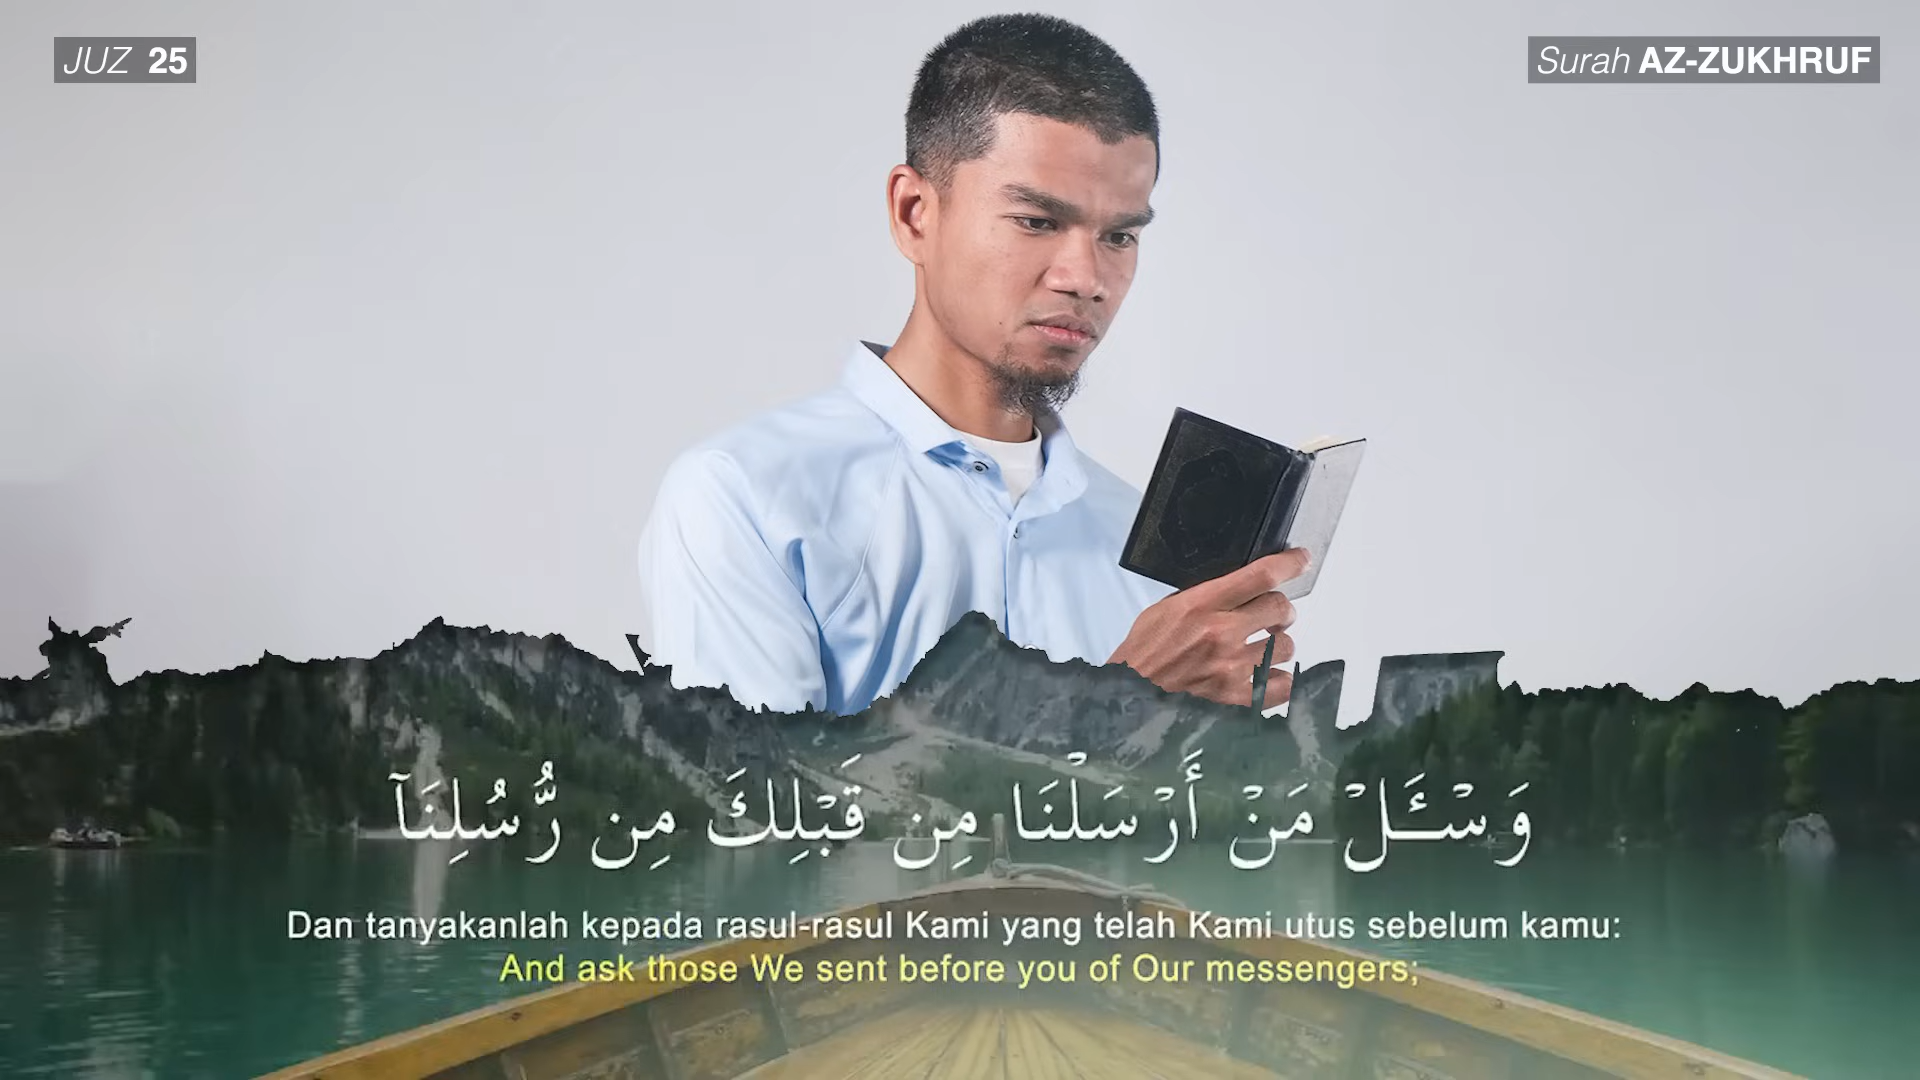 JUZ 25
Surah AZ-ZUKHRUF
وَسْـَٔلْ مَنْ أَرْسَلْنَا مِن قَبْلِكَ مِن رُّسُلِنَآ
Dan tanyakanlah kepada rasul-rasul Kami yang telah Kami utus sebelum kamu:
And ask those We sent before you of Our messengers;